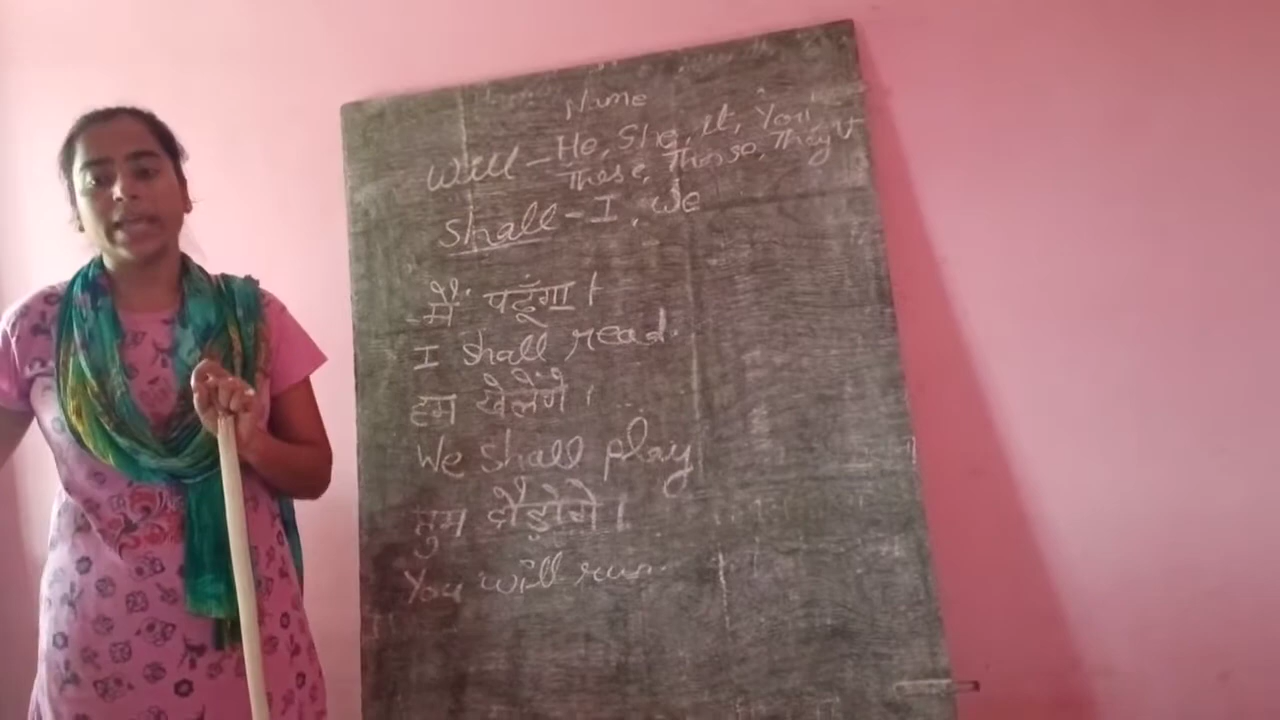 Name
Will - He, She, it, You
These, Those, They
Shall - I, We
मैं पढूँगा।
I shall read.
हम खेलेंगे।
We shall play
तुम दौड़ोगे।
You will run.